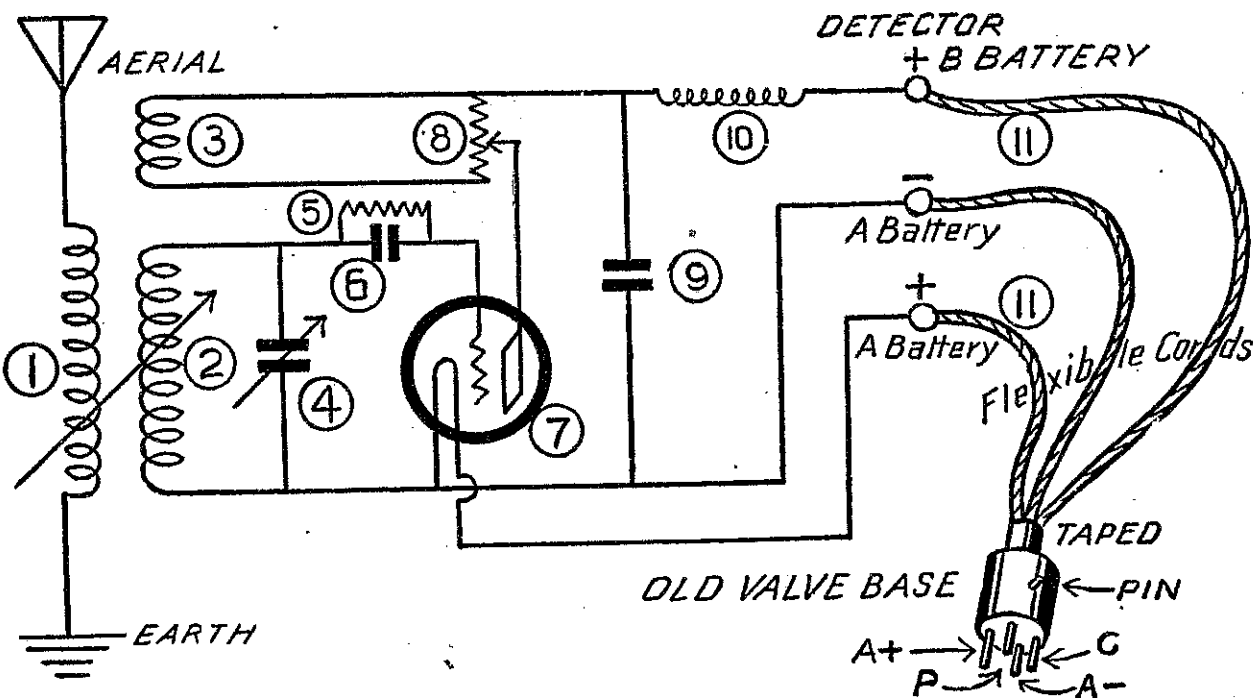 DETECTOR
+ B BATTERY
AERIAL
3
8
10
11
5
−
A Battery
6
9
+
11
1
2
4
7
A Battery
Flexible Cords
TAPED
OLD VALVE BASE
PIN
EARTH
A+
G
P
A−